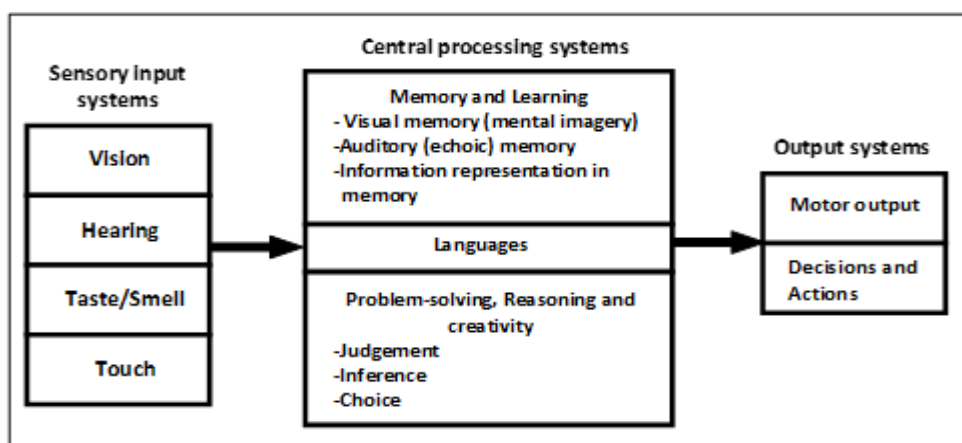 Sensory input
systems
Vision
Hearing
Taste/Smell
Touch
Central processing systems
Memory and Learning
- Visual memory (mental imagery)
-Auditory (echoic) memory
-Information representation in
memory
Languages
Problem-solving, Reasoning and
creativity
-Judgement
-Inference
-Choice
Output systems
Motor output
Decisions and
Actions